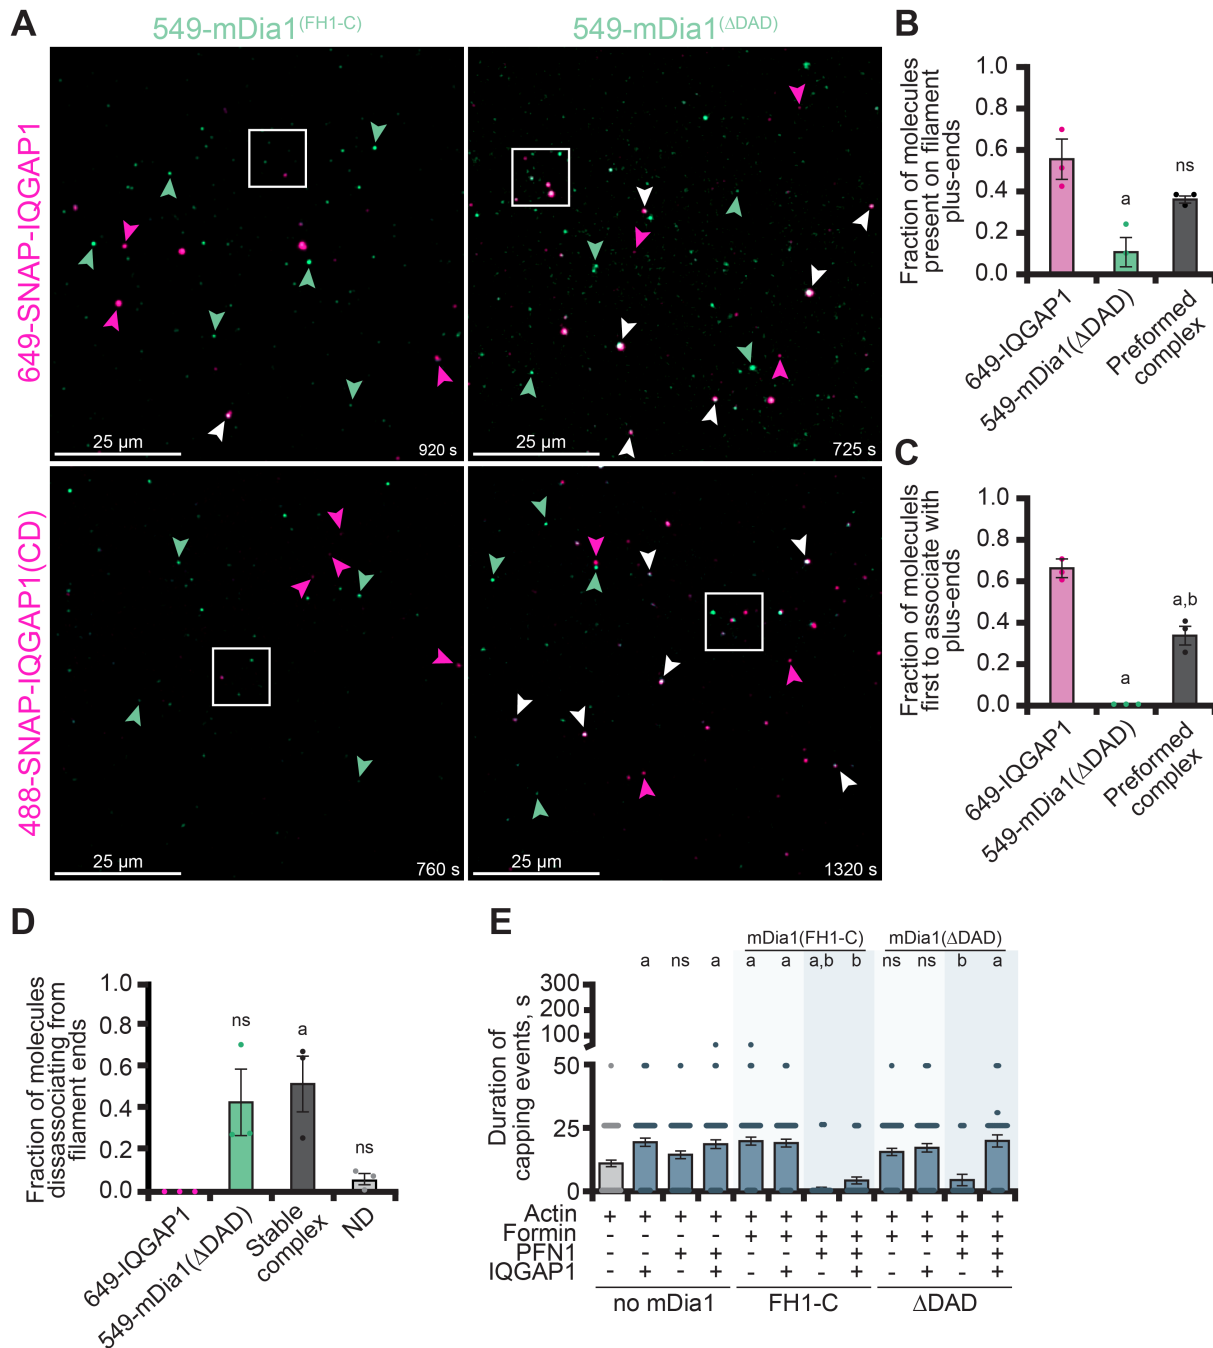 A
549-mDia1(FH1-C)
549-mDia1(ΔDAD)
649-SNAP-IQGAP1
25 µm
920 s
25 µm
725 s
488-SNAP-IQGAP1(CD)
25 µm
760 s
25 µm
1320 s
B
Fraction of molecules
present on filament
plus-ends
1.0
0.8
0.6
0.4
0.2
0.0
a
ns
649-IQGAP1
549-mDia1(ΔDAD)
Preformed
complex
C
Fraction of moleculels
first to associate with
plus-ends
1.0
0.8
0.6
0.4
0.2
0.0
a
a,b
649-IQGAP1
549-mDia1(ΔDAD)
Preformed
complex
D
Fraction of molecules
dissassociating from
filament ends
1.0
0.8
0.6
0.4
0.2
0.0
ns
a
ns
649-IQGAP1
549-mDia1(ΔDAD)
Stable
complex
ND
E
mDia1(FH1-C)
mDia1(ΔDAD)
a ns a a a a,b b ns ns b a
Duration of
capping events, s
300
200
100
50
25
0
Actin + + + + + + + + + + + +
Formin - - - - + + + + + + + +
PFN1 - - + + - - + + - - + +
IQGAP1 - + - + - + - + - + - +
no mDia1
FH1-C
ΔDAD